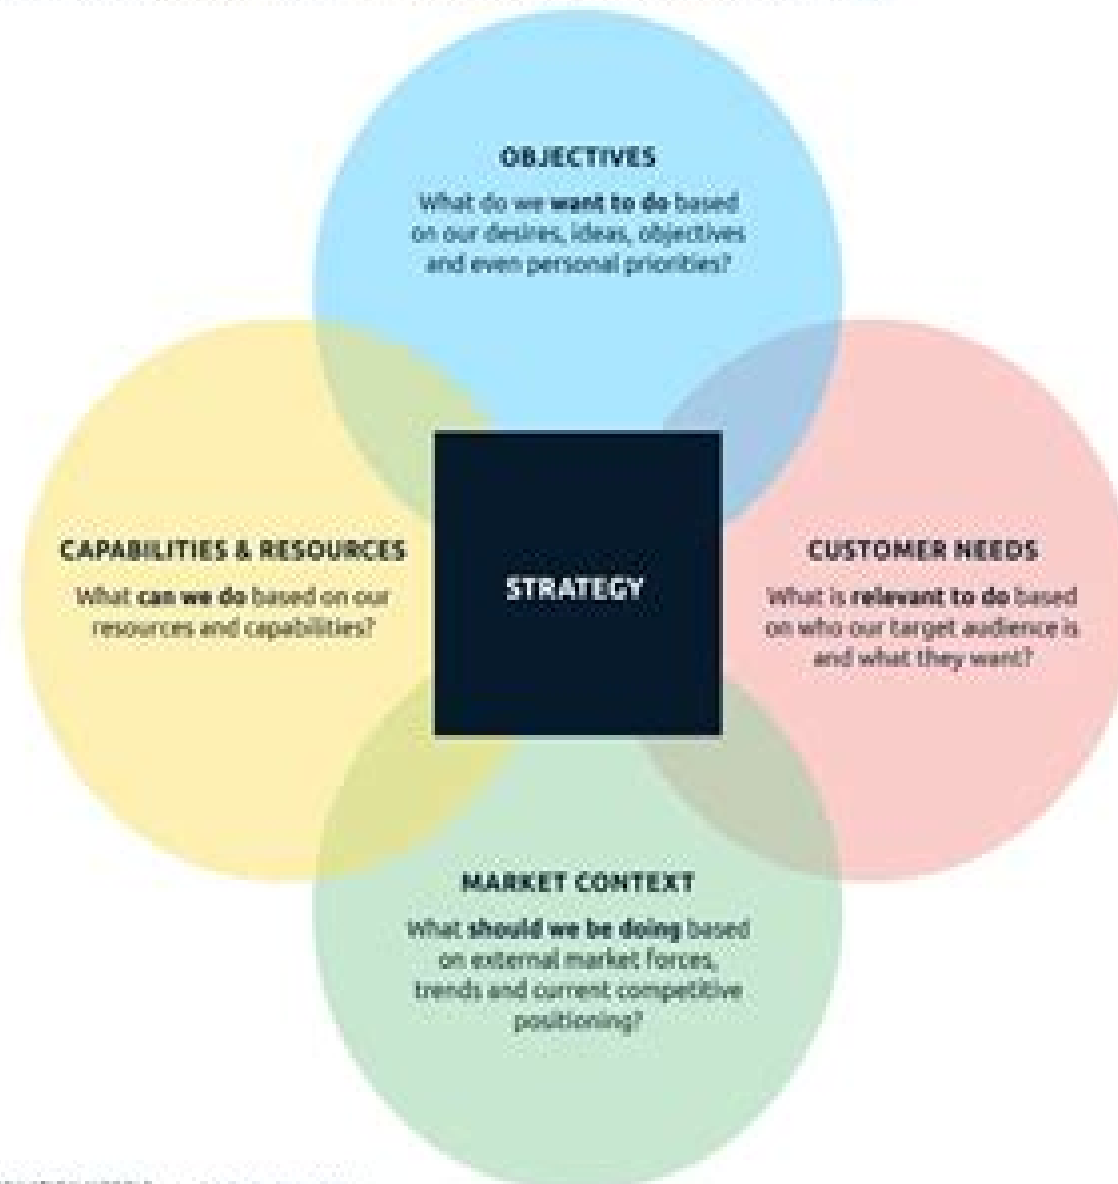 OBJECTIVES
What do we want to do based
on our desires, ideas, objectives
and even personal priorities?
CAPABILITIES & RESOURCES
What can we do based on our
resources and capabilities?
STRATEGY
CUSTOMER NEEDS
What is relevant to do based
on who our target audience is
and what they want?
MARKET CONTEXT
What should we be doing based
on external market forces,
trends and current competitive
positioning?